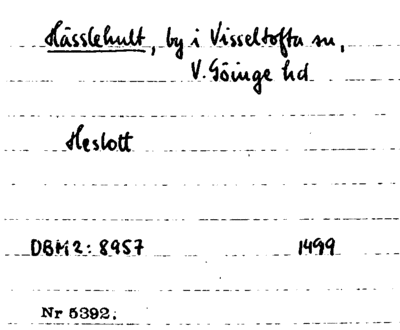 Hässlehult, by i Visseltofta sn,
V. Göinge hd
Heslott
DBM 2: 8957 1499
Nr 5392.